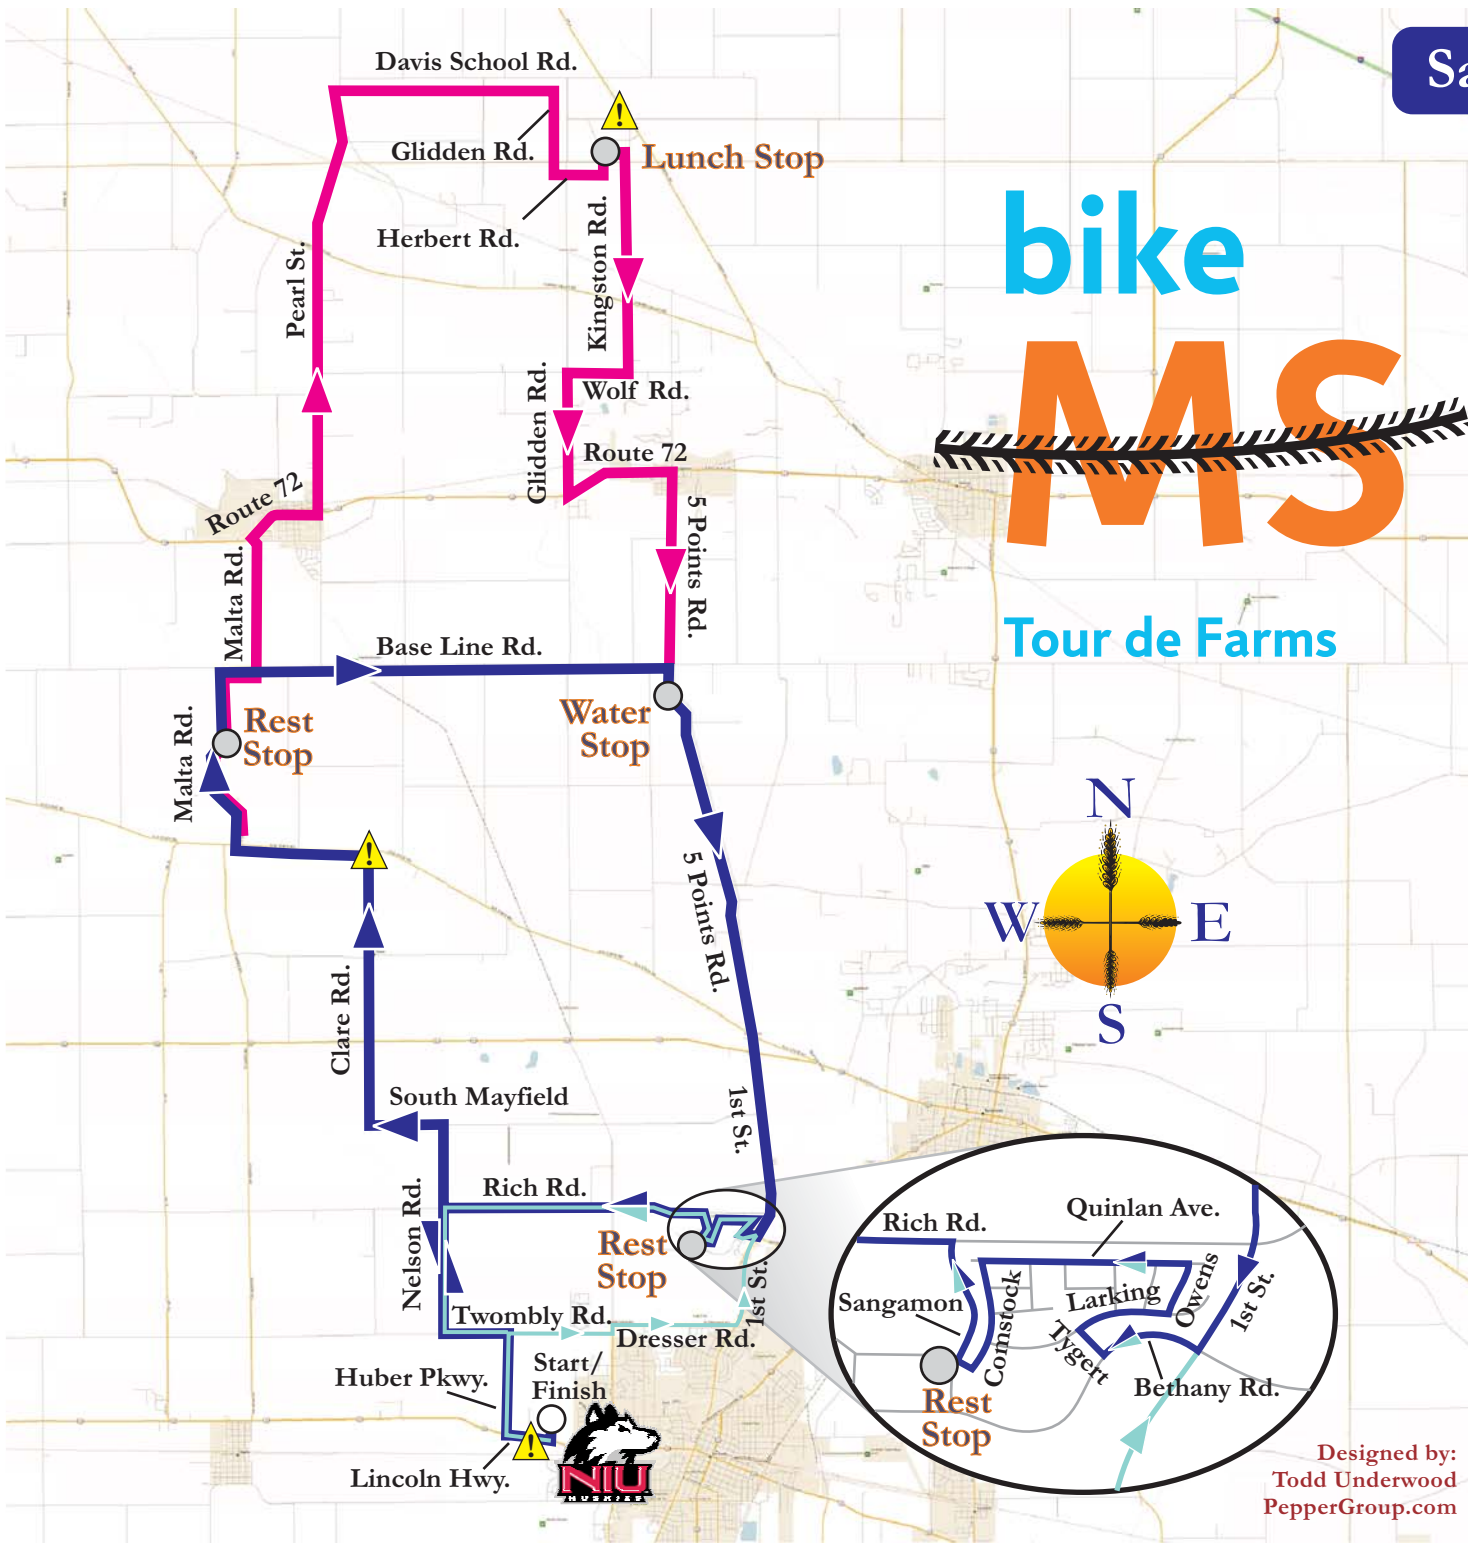 Sa
Davis School Rd.
Glidden Rd.
Lunch Stop
Herbert Rd.
Kingston Rd.
Pearl St.
bike
MS
Tour de Farms
Wolf Rd.
Glidden Rd.
Route 72
Route 72
5 Points Rd.
Malta Rd.
Base Line Rd.
Rest
Stop
Water
Stop
Malta Rd.
N
W
E
S
5 Points Rd.
Clare Rd.
South Mayfield
1st St.
Rich Rd.
Nelson Rd.
Rest
Stop
1st St.
Twombly Rd.
Dresser Rd.
Huber Pkwy.
Start/
Finish
Lincoln Hwy.
NIU
HUSKIES
Quinlan Ave.
Rich Rd.
Owens
1st St.
Larking
Sangamon
Comstock
Tygert
Bethany Rd.
Rest
Stop
Designed by:
Todd Underwood
PepperGroup.com